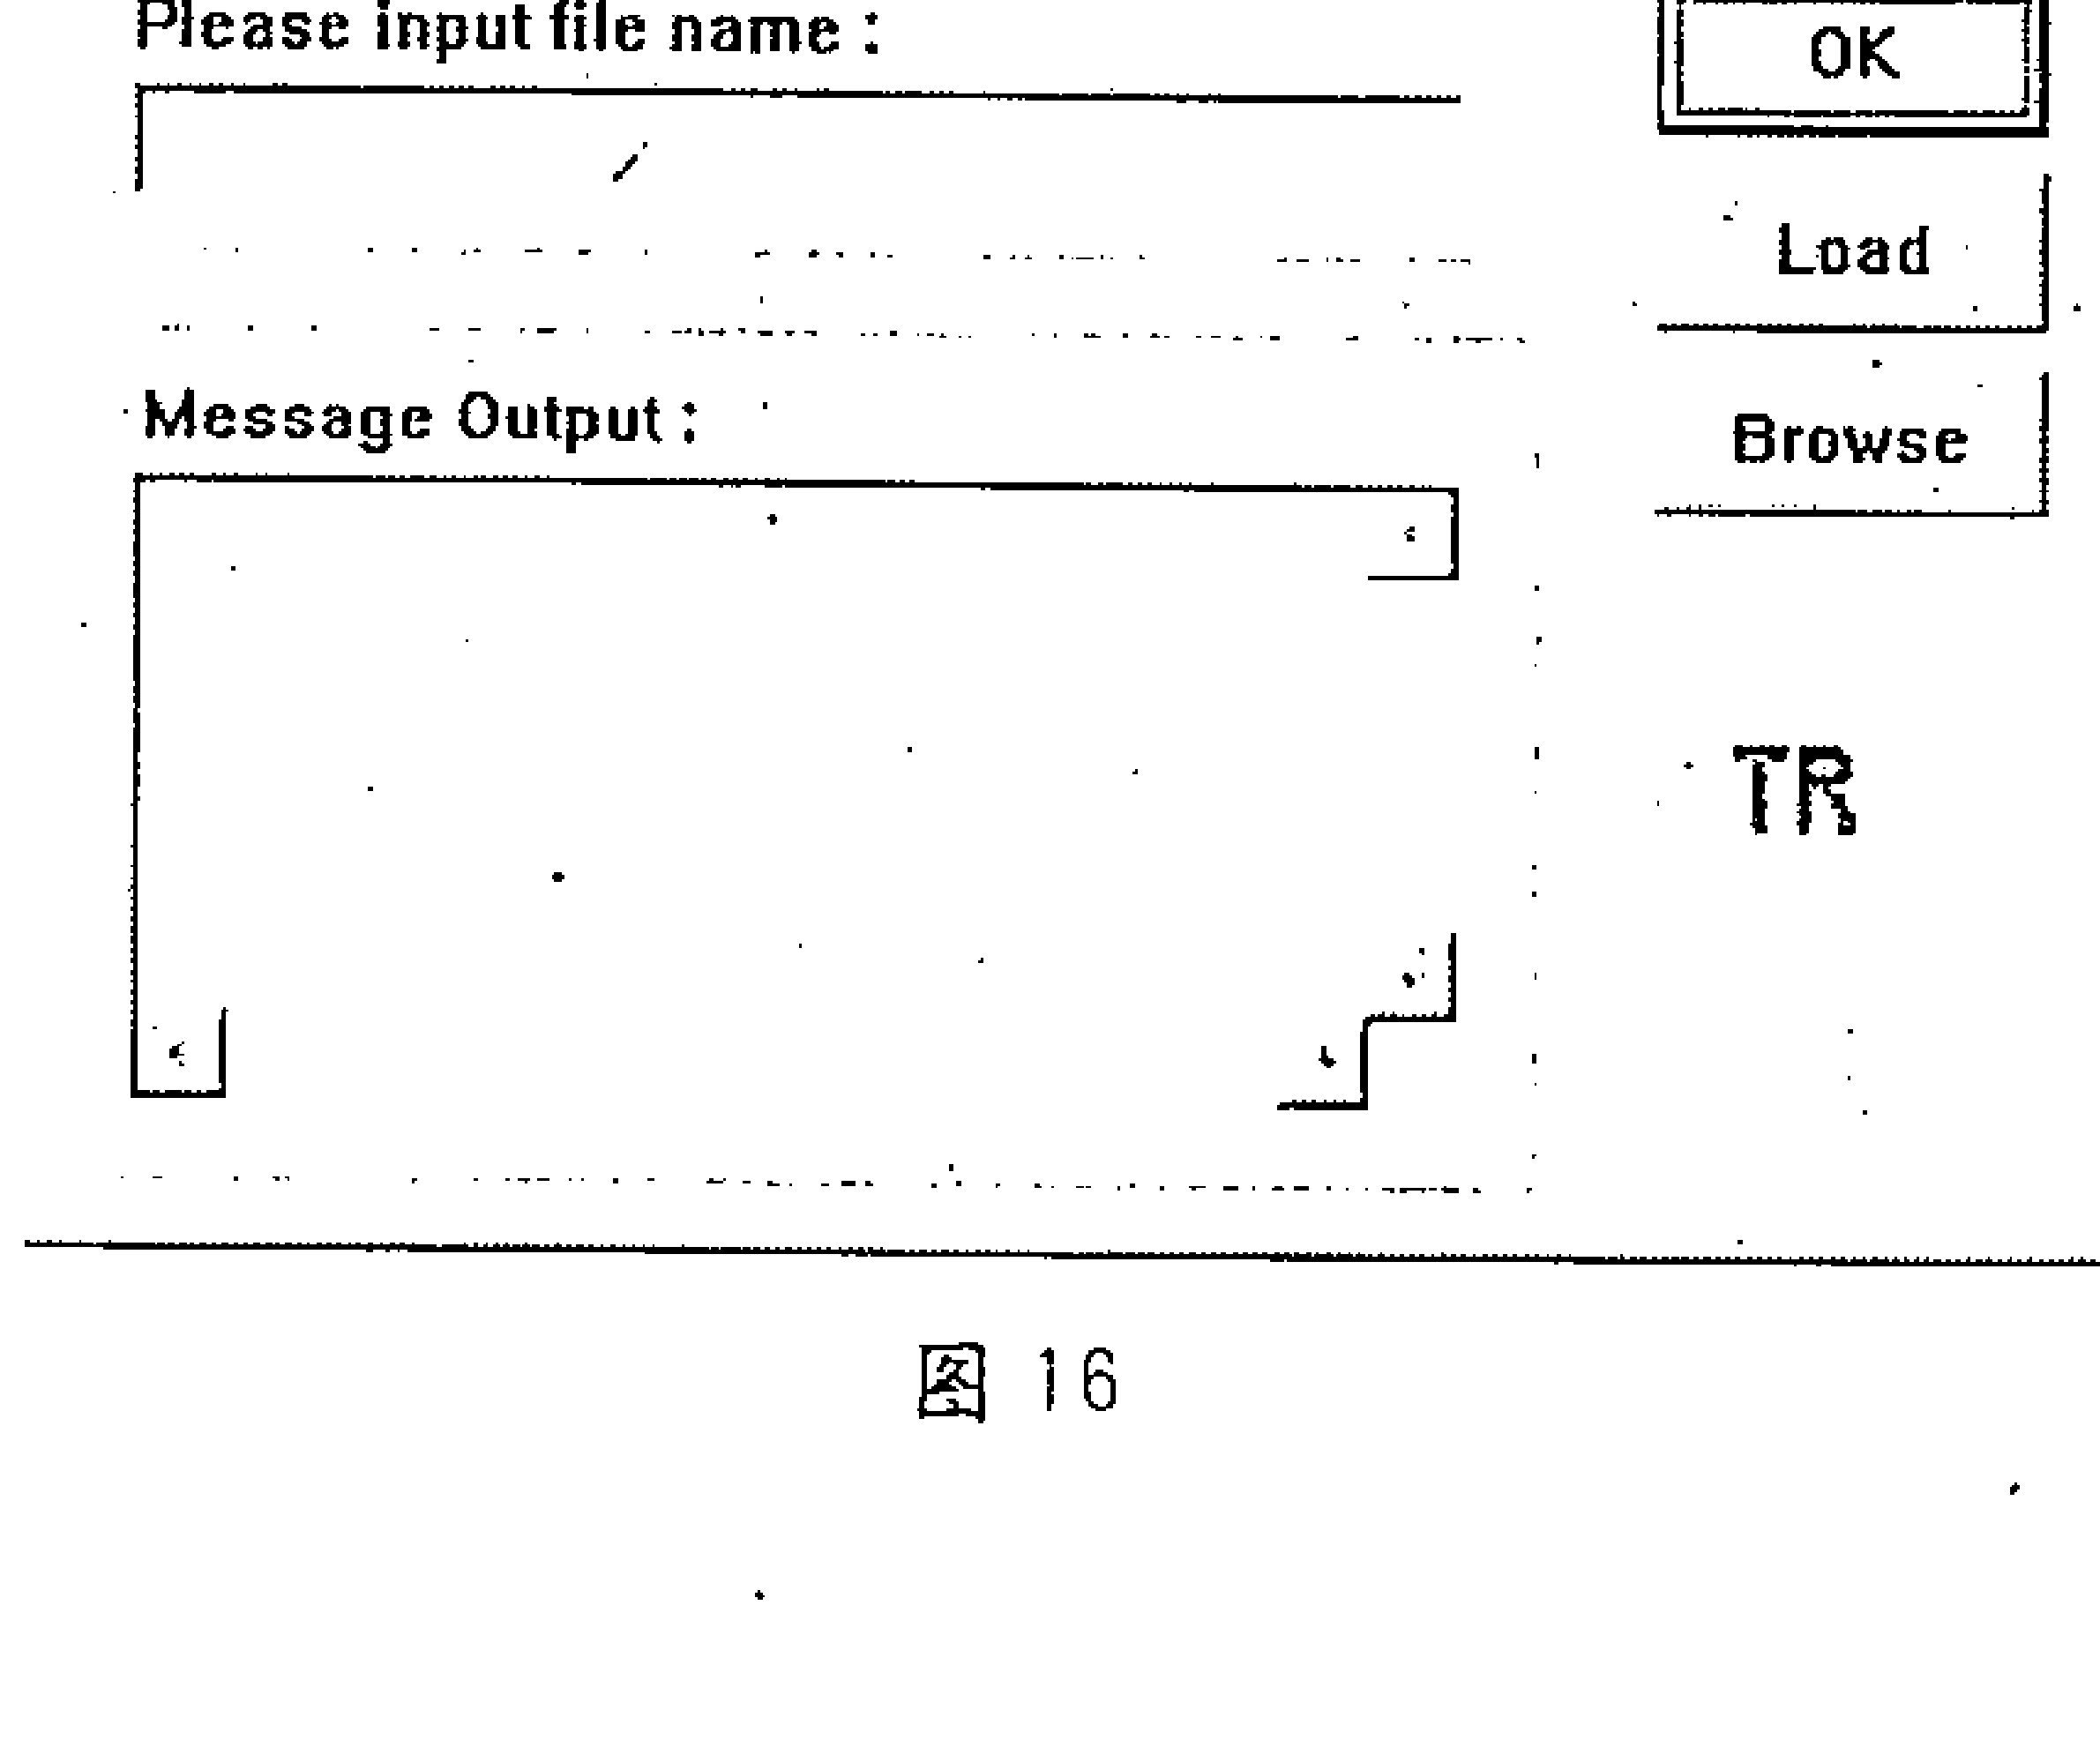 Please input file name :
OK
Load
Message Output :
Browse
TR
图 16